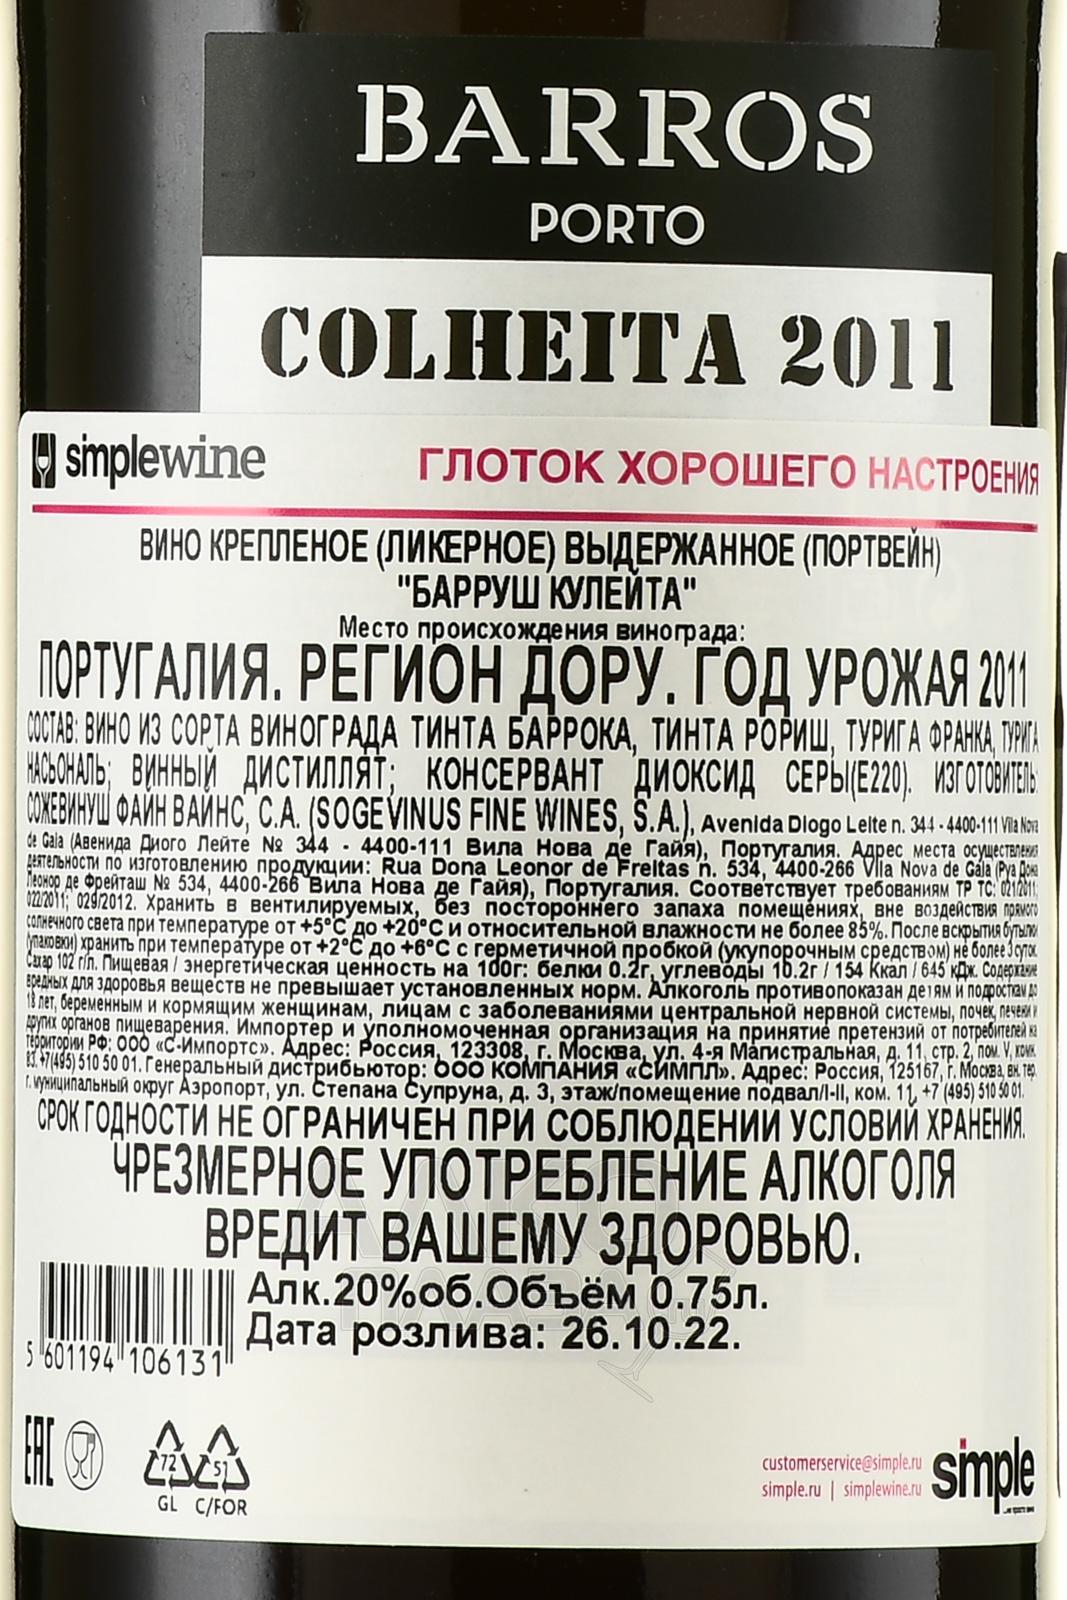 BARROS
PORTO
COLHEITA 2011
simplewine
ГЛОТОК ХОРОШЕГО НАСТРОЕНИЯ
ВИНО КРЕПЛЕНОЕ (ЛИКЕРНОЕ) ВЫДЕРЖАННОЕ (ПОРТВЕЙН)
"БАРРУШ КУЛЕЙТА"
Место происхождения винограда:
ПОРТУГАЛИЯ. РЕГИОН ДОРУ. ГОД УРОЖАЯ 2011
СОСТАВ: ВИНО ИЗ СОРТА ВИНОГРАДА ТИНТА БАРРОКА, ТИНТА РОРИШ, ТУРИГА ФРАНКА, ТУРИГА
НАСЬОНАЛЬ; ВИННЫЙ ДИСТИЛЛЯТ; КОНСЕРВАНТ ДИОКСИД СЕРЫ(Е220). ИЗГОТОВИТЕЛЬ:
СОЖЕВИНУШ ФАЙН ВАЙНС, С.А. (SOGEVINUS FINE WINES, S.A.), Avenida Diogo Leite n. 344 - 4400-111 Vila Nova
de Gaia (Авенида Диого Лейте № 344 - 4400-111 Вила Нова де Гайя), Португалия. Адрес места осуществления
деятельности по изготовлению продукции: Rua Dona Leonor de Freitas n. 534, 4400-266 Vila Nova de Gaia (Руа Дона
Леонор де Фрейташ № 534, 4400-266 Вила Нова де Гайя), Португалия. Соответствует требованиям ТР ТС: 021/2011;
022/2011; 029/2012. Хранить в вентилируемых, без постороннего запаха помещениях, вне воздействия прямого
солнечного света при температуре от +5°С до +20°С и относительной влажности не более 85%. После вскрытия бутылки
(упаковки) хранить при температуре от +2°С до +6°С с герметичной пробкой (укупорочным средством) не более 3 суток.
Сахар 102 г/л. Пищевая / энергетическая ценность на 100г: белки 0.2г, углеводы 10.2г / 154 Ккал / 645 кДж. Содержание
вредных для здоровья веществ не превышает установленных норм. Алкоголь противопоказан детям и подросткам до
18 лет, беременным и кормящим женщинам, лицам с заболеваниями центральной нервной системы, почек, печени и
других органов пищеварения. Импортер и уполномоченная организация на принятие претензий от потребителей на
территории РФ: ООО «С-Импортс». Адрес: Россия, 123308, г. Москва, ул. 4-я Магистральная, д. 11, стр. 2, пом. V, комн.
83. +7(495) 510 50 01. Генеральный дистрибьютор: ООО КОМПАНИЯ «СИМПЛ». Адрес: Россия, 125167, г. Москва, вн. тер.
г. муниципальный округ Аэропорт, ул. Степана Супруна, д. 3, этаж/помещение подвал/I-II, ком. 11, +7 (495) 510 50 01.
СРОК ГОДНОСТИ НЕ ОГРАНИЧЕН ПРИ СОБЛЮДЕНИИ УСЛОВИЙ ХРАНЕНИЯ.
ЧРЕЗМЕРНОЕ УПОТРЕБЛЕНИЕ АЛКОГОЛЯ
ВРЕДИТ ВАШЕМУ ЗДОРОВЬЮ.
Алк.20%об.Объём 0.75л.
Дата розлива: 26.10.22.
5 601194 106131
EAC
72 51
GL C/FOR
customerservice@simple.ru
simple.ru | simplewine.ru
simple